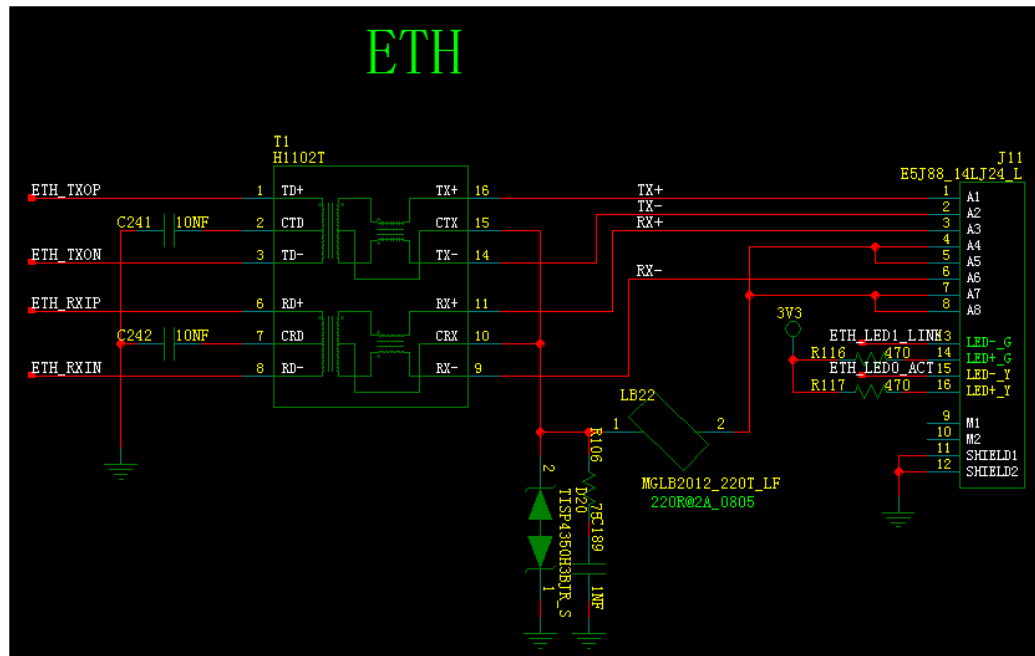 ETH
T1
H1102T
J11
E5J88_14LJ24_L
ETH_TXOP 1 TD+ TX+ 16 TX+ 1 A1
TX- 2 A2
C241 10NF 2 CTD CTX 15 RX+ 3 A3
4 A4
ETH_TXON 3 TD- TX- 14 5 A5
RX- 6 A6
ETH_RXIP 6 RD+ RX+ 11 7 A7
8 A8
3V3
C242 10NF 7 CRD CRX 10 ETH_LED1_LINK 13 LED-_G
R116 470 14 LED+_G
ETH_RXIN 8 RD- RX- 9 ETH_LED0_ACT 15 LED-_Y
R117 470 16 LED+_Y
LB22
1 2
9 M1
10 M2
11 SHIELD1
12 SHIELD2
MGLB2012_220T_LF
220R@2A_0805
R106
75
C189
1NF
D20
TISP4350H3BJR_S
2
1